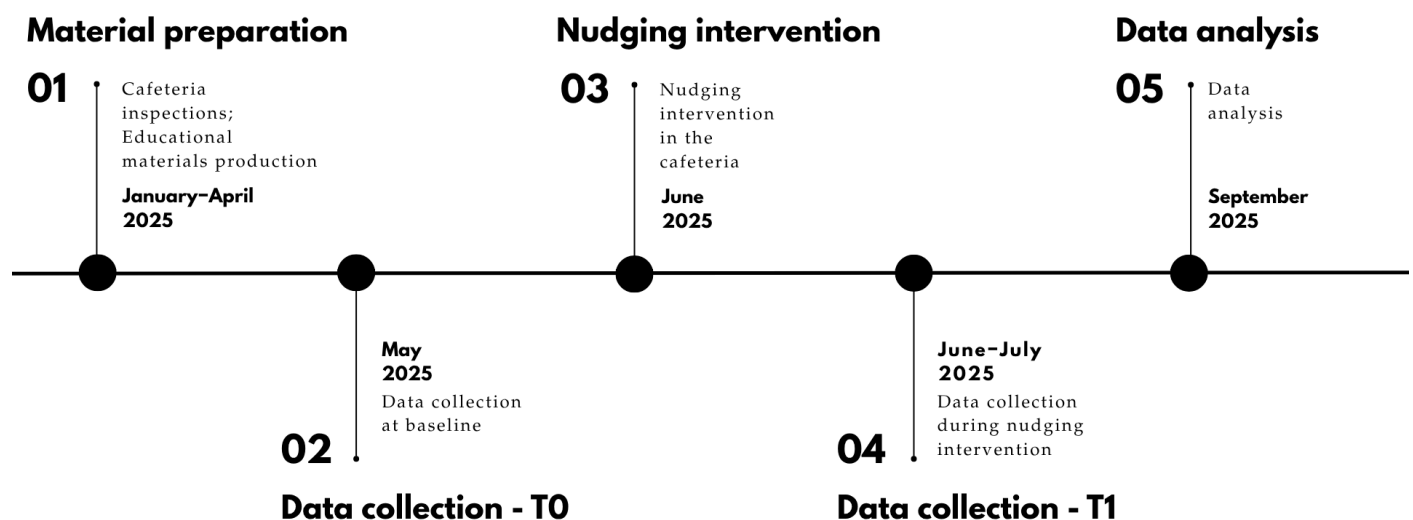 Material preparation
01
Cafeteria
inspections;
Educational
materials production
January–April
2025
02
May
2025
Data collection
at baseline
Data collection - T0
Nudging intervention
03
Nudging
intervention
in the
cafeteria
June
2025
04
June–July
2025
Data collection
during nudging
intervention
Data collection - T1
Data analysis
05
Data
analysis
September
2025